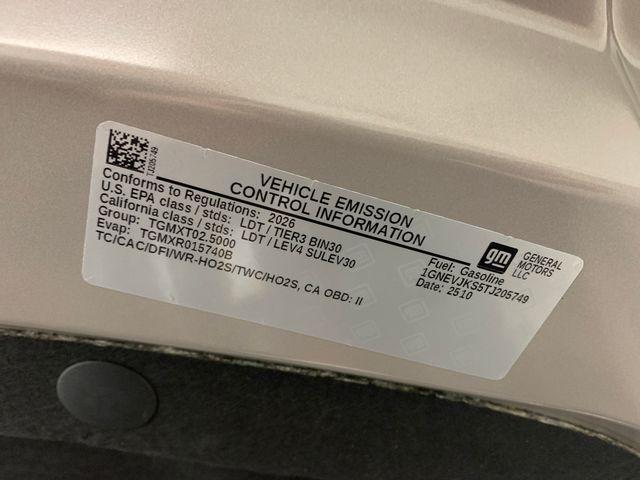 TJ205749
VEHICLE EMISSION
CONTROL INFORMATION
Conforms to Regulations: 2026
U.S. EPA class / stds: LDT / TIER3 BIN30
California class / stds: LDT / LEV4 SULEV30
Group: TGMXT02.5000
Evap: TGMXR015740B
TC/CAC/DFI/WR-HO2S/TWC/HO2S, CA OBD: II
gm
GENERAL
MOTORS
LLC
Fuel: Gasoline
1GNEVJKS5TJ205749
Date: 2510